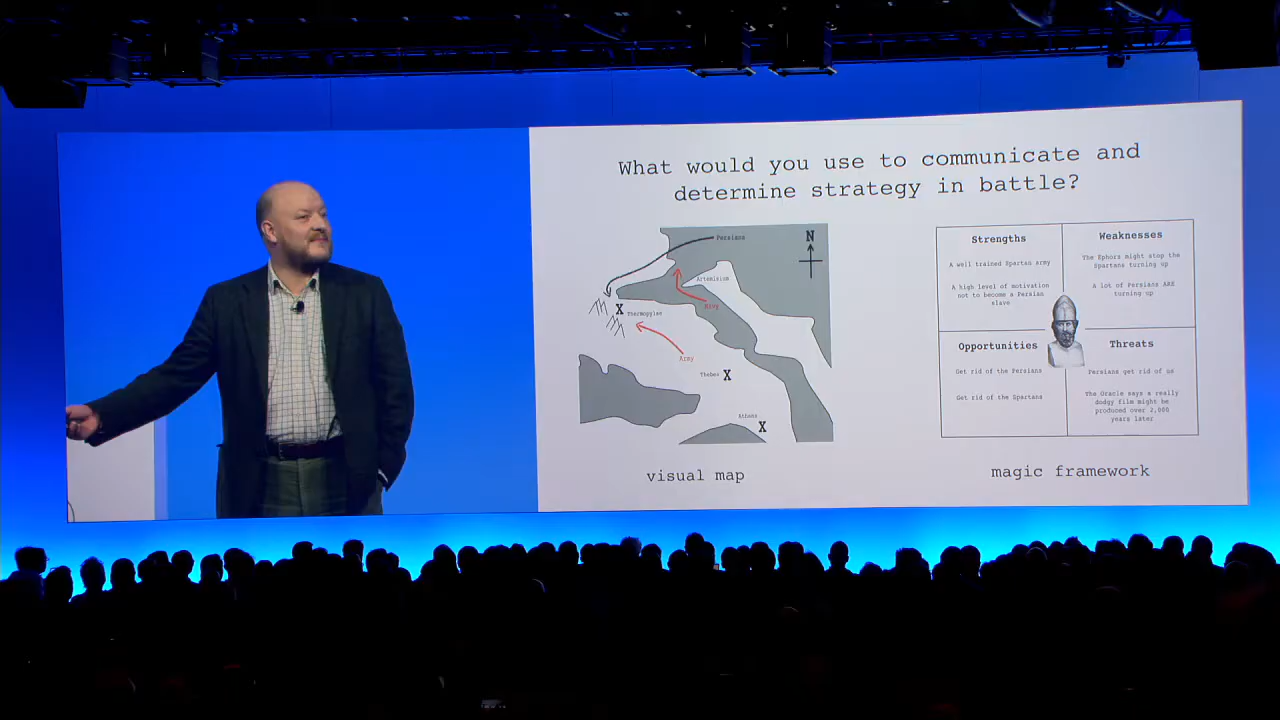 What would you use to communicate and
determine strategy in battle?
Persians
N
Artemision
Navy
X
Thermopylae
Army
Thebes X
Athens
X
visual map
Strengths
A well trained Spartan army
A high level of motivation
not to become a Persian
slave
Weaknesses
The Ephors might stop the
Spartans turning up
A lot of Persians ARE
turning up
Opportunities
Get rid of the Persians
Get rid of the Spartans
Threats
Persians get rid of us
The Oracle says a really
dodgy film might be
produced over 2,000
years later
magic framework